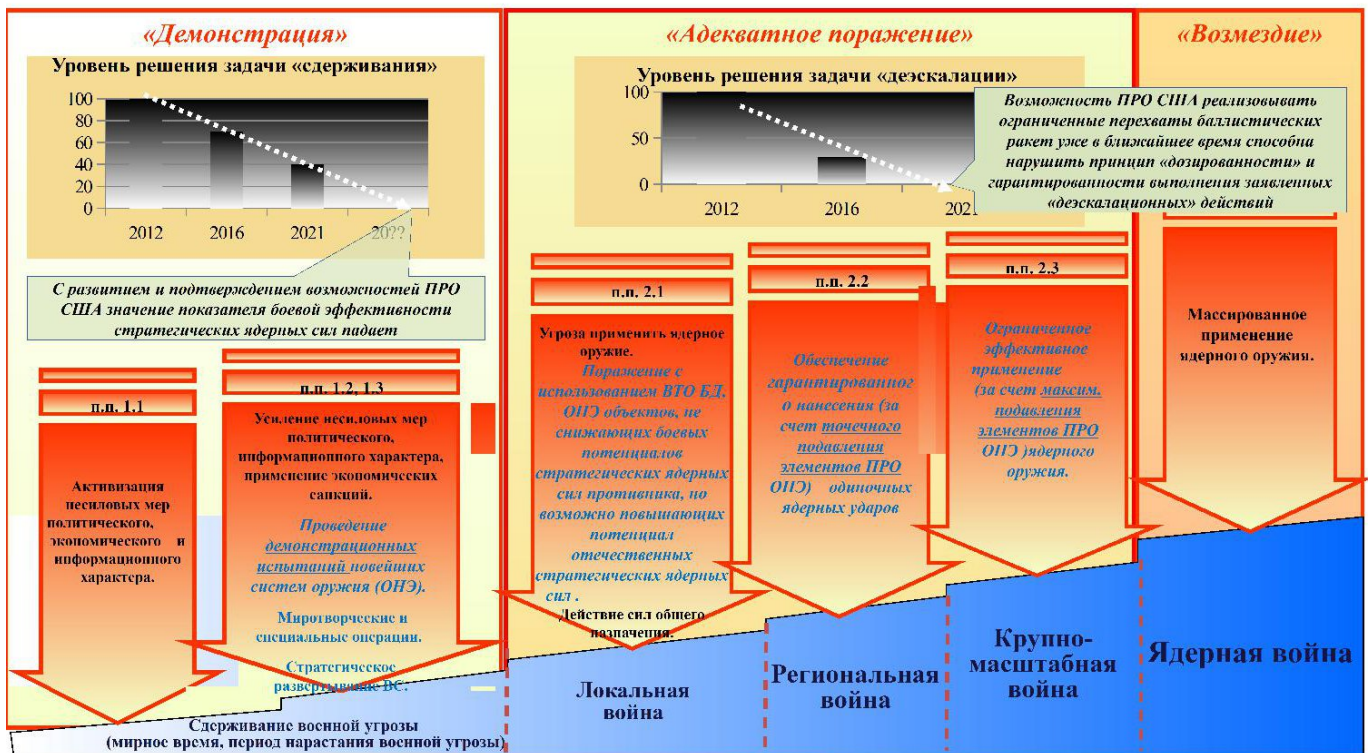 «Демонстрация»
Уровень решения задачи «сдерживания»
100
80
60
40
20
0
2012
2016
2021
20??
С развитием и подтверждением возможностей ПРО
США значение показателя боевой эффективности
стратегических ядерных сил падает
п.п. 1.1
Активизация
несиловых мер
политического,
экономического и
информационного
характера.
п.п. 1.2, 1.3
Усиление несиловых мер
политического,
информационного характера,
применение экономических
санкций.
Проведение
демонстрационных
испытаний новейших
систем оружия (ОНЭ).
Миротворческие и
специальные операции.
Стратегическое
развертывание ВС.
«Адекватное поражение»
Уровень решения задачи «деэскалации»
100
50
0
2012
2016
2021
Возможность ПРО США реализовывать
ограниченные перехваты баллистических
ракет уже в ближайшее время способна
нарушить принцип «дозированности» и
гарантированности выполнения заявленных
«деэскалационных» действий
п.п. 2.1
Угроза применить ядерное
оружие.
Поражение с
использованием ВТО БД,
ОНЭ объектов, не
снижающих боевых
потенциалов
стратегических ядерных
сил противника, но
возможно повышающих
потенциал
отечественных
стратегических ядерных
сил .
Действие сил общего
назначения.
п.п. 2.2
Обеспечение
гарантированног
о нанесения (за
счет точечного
подавления
элементов ПРО
ОНЭ) одиночных
ядерных ударов
п.п. 2.3
Ограниченное
эффективное
применение
(за счет максим.
подавления
элементов ПРО
ОНЭ )ядерного
оружия.
«Возмездие»
Массированное
применение
ядерного оружия.
Сдерживание военной угрозы
(мирное время, период нарастания военной угрозы)
Локальная
война
Региональная
война
Крупно-
масштабная
война
Ядерная война